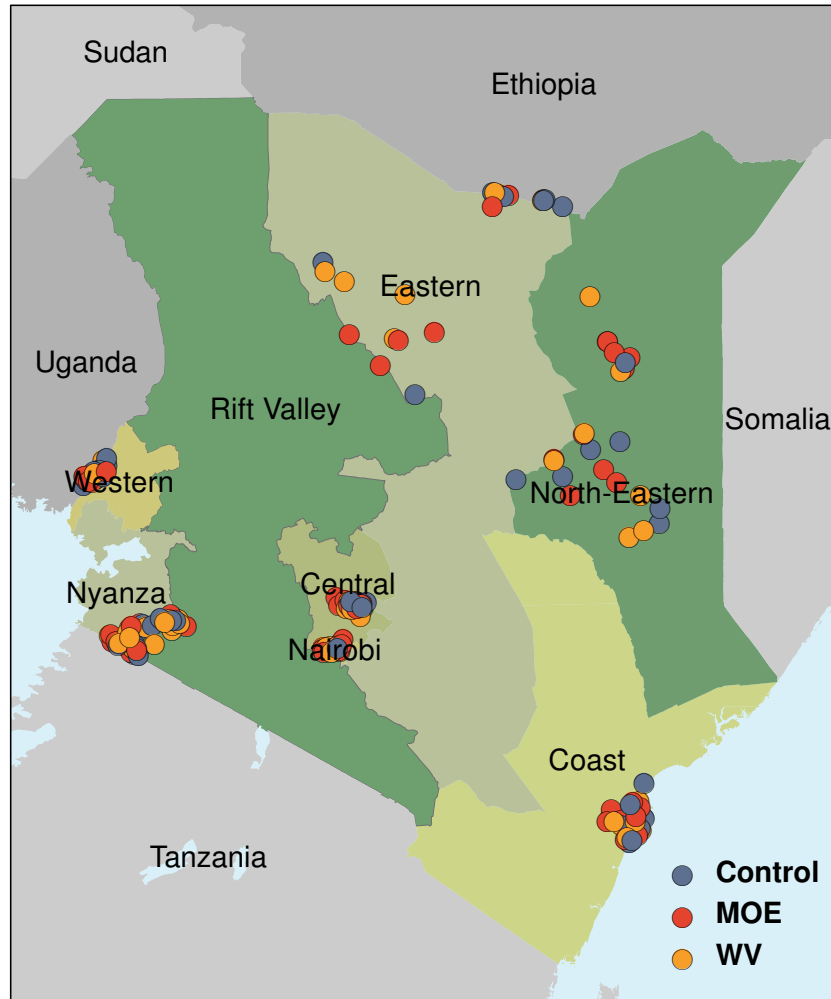 Sudan
Ethiopia
Eastern
Uganda
Rift Valley
Somalia
Western
North-Eastern
Central
Nyanza
Nairobi
Coast
Tanzania
Control
MOE
WV